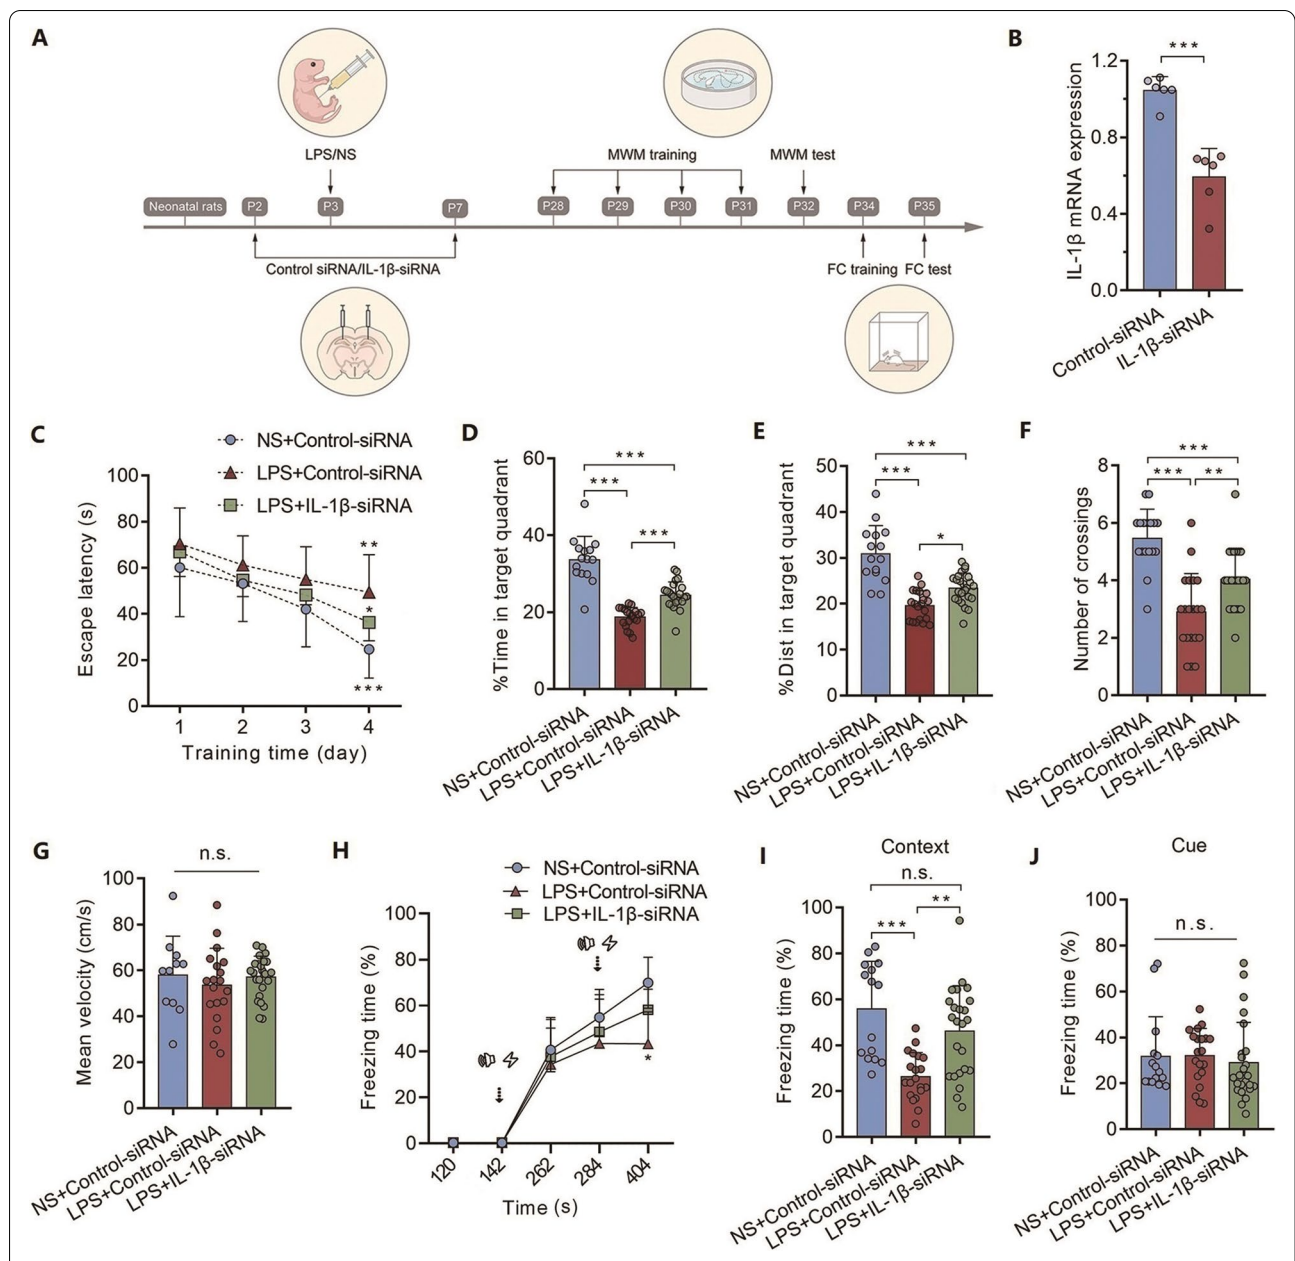 A
LPS/NS
MWM training
MWM test
Neonatal rats
P2
P3
P7
P28
P29
P30
P31
P32
P34
P35
Control siRNA/IL-1β-siRNA
FC training
FC test
B
IL-1β mRNA expression
1.2
0.8
0.4
0.0
***
Control-siRNA
IL-1β-siRNA
C
NS+Control-siRNA
LPS+Control-siRNA
LPS+IL-1β-siRNA
Escape latency (s)
100
80
60
40
20
0
**
*
***
1
2
3
4
Training time (day)
D
%Time in target quadrant
60
40
20
0
***
***
***
NS+Control-siRNA
LPS+Control-siRNA
LPS+IL-1β-siRNA
E
%Dist in target quadrant
50
40
30
20
10
0
***
***
*
NS+Control-siRNA
LPS+Control-siRNA
LPS+IL-1β-siRNA
F
Number of crossings
8
6
4
2
0
***
***
**
NS+Control-siRNA
LPS+Control-siRNA
LPS+IL-1β-siRNA
G
n.s.
Mean velocity (cm/s)
100
80
60
40
20
0
NS+Control-siRNA
LPS+Control-siRNA
LPS+IL-1β-siRNA
H
NS+Control-siRNA
LPS+Control-siRNA
LPS+IL-1β-siRNA
Freezing time (%)
100
80
60
40
20
0
*
120
142
262
284
404
Time (s)
I
Context
n.s.
***
**
Freezing time (%)
100
80
60
40
20
0
NS+Control-siRNA
LPS+Control-siRNA
LPS+IL-1β-siRNA
J
Cue
n.s.
Freezing time (%)
100
80
60
40
20
0
NS+Control-siRNA
LPS+Control-siRNA
LPS+IL-1β-siRNA